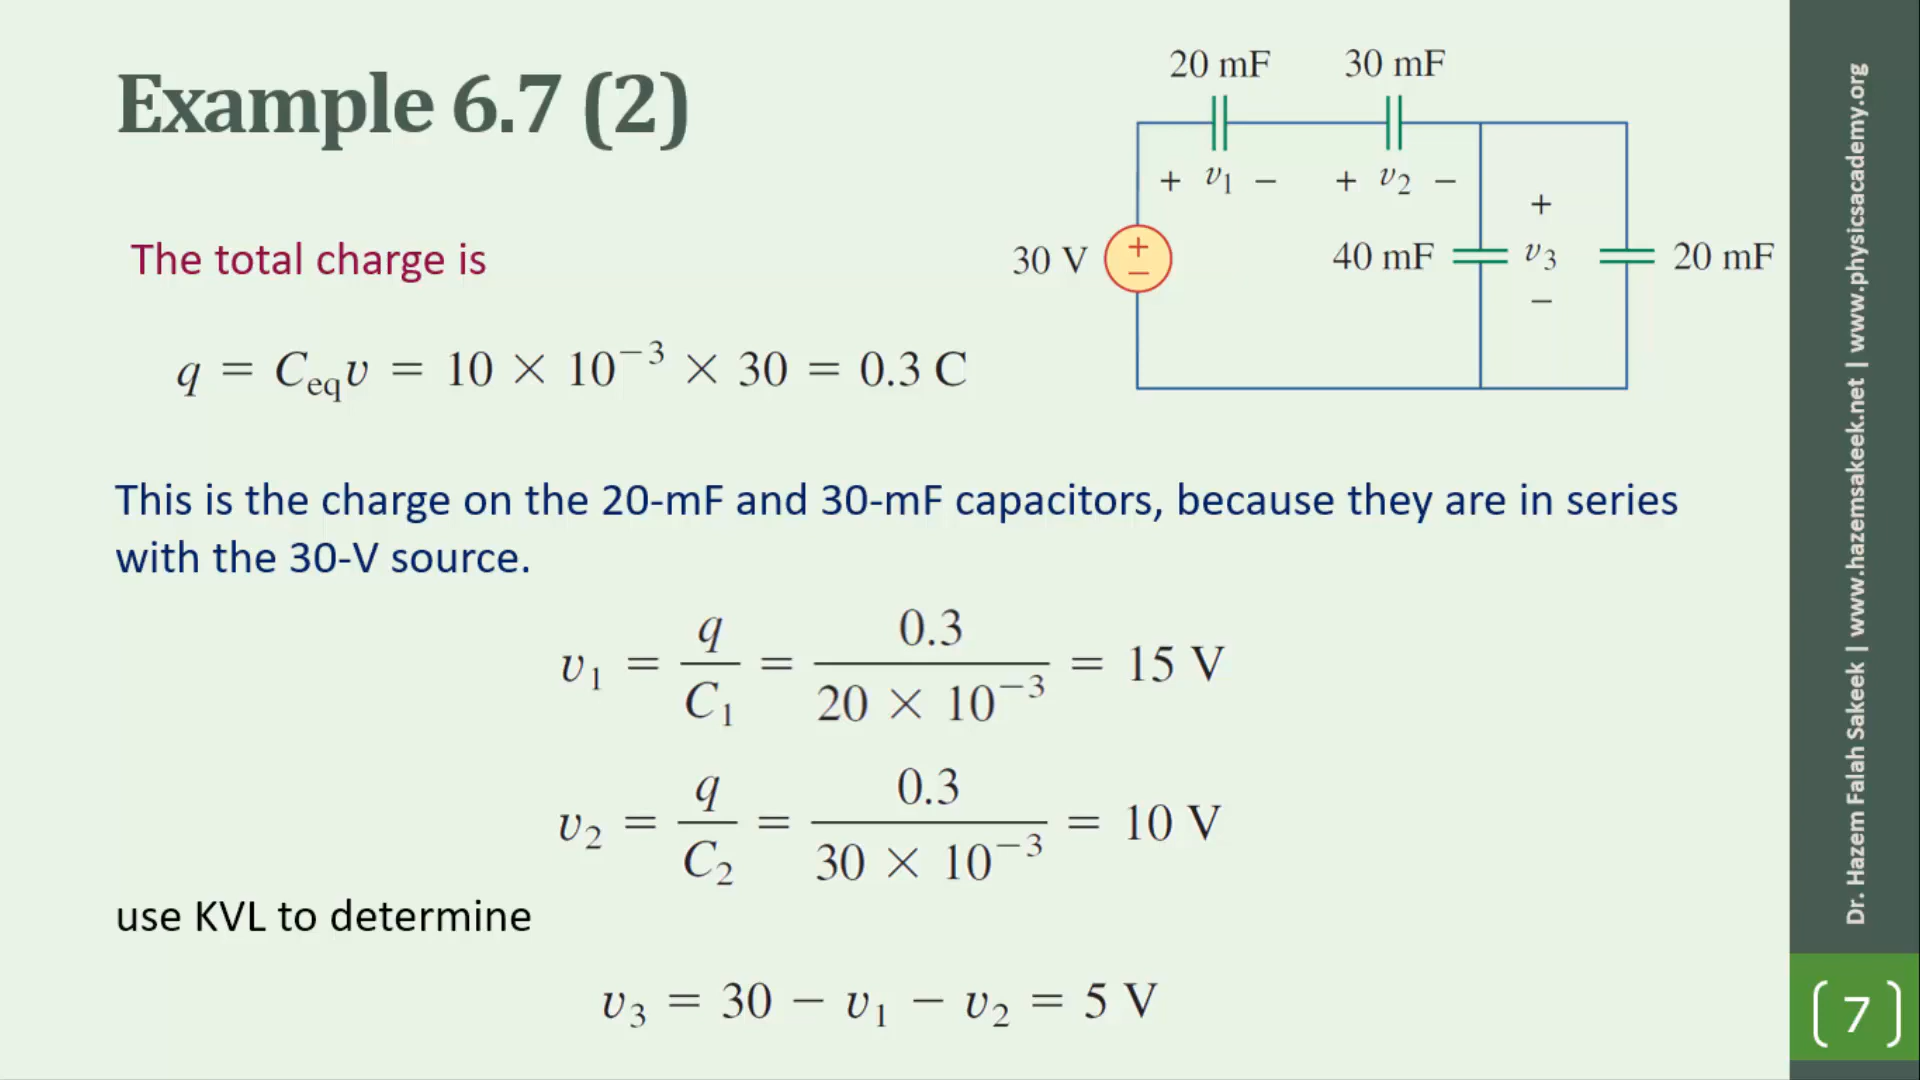 Example 6.7 (2)
20 mF 30 mF
+ v₁ − + v₂ −
+
30 V + − 40 mF v₃ 20 mF
−
The total charge is
q = C_eq v = 10 × 10⁻³ × 30 = 0.3 C
This is the charge on the 20-mF and 30-mF capacitors, because they are in series
with the 30-V source.
v₁ = q/C₁ = 0.3/(20 × 10⁻³) = 15 V
v₂ = q/C₂ = 0.3/(30 × 10⁻³) = 10 V
use KVL to determine
v₃ = 30 − v₁ − v₂ = 5 V
Dr. Hazem Falah Sakeek | www.hazemsakeek.net | www.physicsacademy.org
[7]